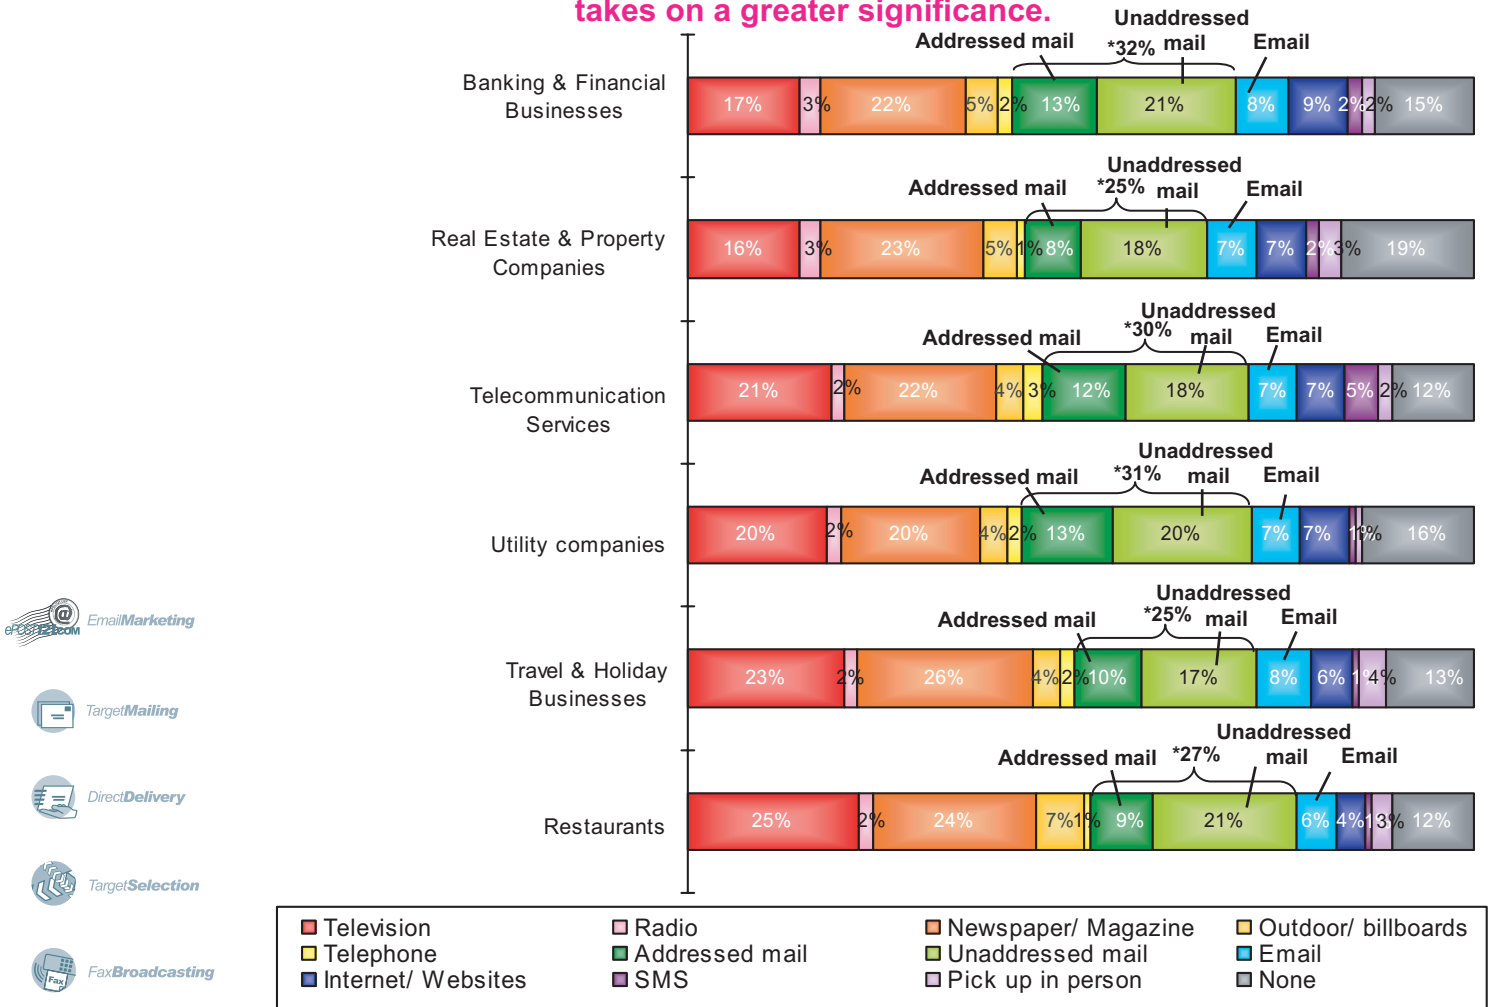 takes on a greater significance.
Banking & Financial
Businesses
Addressed mail
*32%
Unaddressed
mail
Email
17% 3% 22% 5% 2% 13% 21% 8% 9% 2% 2% 15%
Real Estate & Property
Companies
Addressed mail
*25%
Unaddressed
mail
Email
16% 3% 23% 5% 1% 8% 18% 7% 7% 2% 3% 19%
Telecommunication
Services
Addressed mail
*30%
Unaddressed
mail
Email
21% 2% 22% 4% 3% 12% 18% 7% 7% 5% 2% 12%
Utility companies
Addressed mail
*31%
Unaddressed
mail
Email
20% 2% 20% 4% 2% 13% 20% 7% 7% 1% 1% 16%
Travel & Holiday
Businesses
Addressed mail
*25%
Unaddressed
mail
Email
23% 2% 26% 4% 2% 10% 17% 8% 6% 1% 4% 13%
Restaurants
Addressed mail
*27%
Unaddressed
mail
Email
25% 2% 24% 7% 1% 9% 21% 6% 4% 1% 3% 12%
@
ePOST121.COM
EmailMarketing
TargetMailing
DirectDelivery
TargetSelection
Fax
FaxBroadcasting
Television Radio Newspaper/ Magazine Outdoor/ billboards
Telephone Addressed mail Unaddressed mail Email
Internet/ Websites SMS Pick up in person None